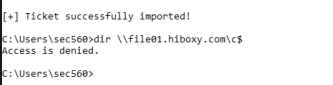 [+] Ticket successfully imported!
C:\Users\sec560>dir \\file01.hiboxy.com\c$
Access is denied.
C:\Users\sec560>